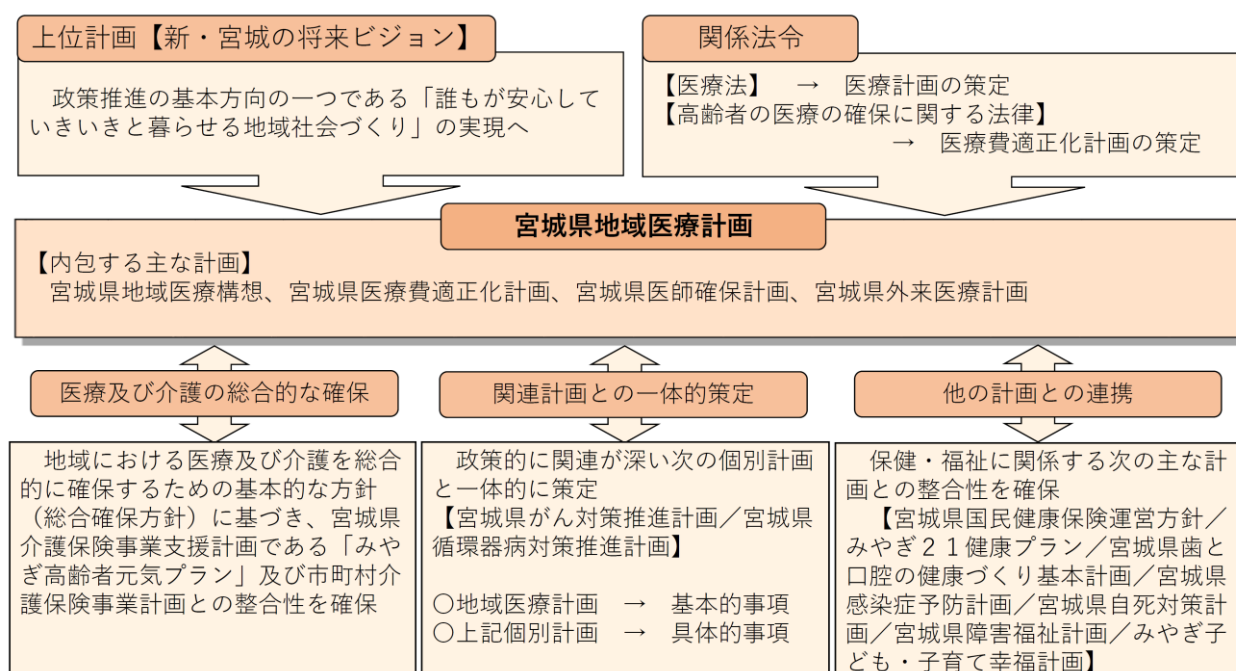 上位計画【新・宮城の将来ビジョン】
政策推進の基本方向の一つである「誰もが安心して
いきいきと暮らせる地域社会づくり」の実現へ
関係法令
【医療法】　→　医療計画の策定
【高齢者の医療の確保に関する法律】
→　医療費適正化計画の策定
宮城県地域医療計画
【内包する主な計画】
宮城県地域医療構想、宮城県医療費適正化計画、宮城県医師確保計画、宮城県外来医療計画
医療及び介護の総合的な確保
地域における医療及び介護を総合
的に確保するための基本的な方針
（総合確保方針）に基づき、宮城県
介護保険事業支援計画である「みや
ぎ高齢者元気プラン」及び市町村介
護保険事業計画との整合性を確保
関連計画との一体的策定
政策的に関連が深い次の個別計画
と一体的に策定
【宮城県がん対策推進計画／宮城県
循環器病対策推進計画】
○地域医療計画　→　基本的事項
○上記個別計画　→　具体的事項
他の計画との連携
保健・福祉に関係する次の主な計
画との整合性を確保
【宮城県国民健康保険運営方針／
みやぎ２１健康プラン／宮城県歯と
口腔の健康づくり基本計画／宮城県
感染症予防計画／宮城県自死対策計
画／宮城県障害福祉計画／みやぎ子
ども・子育て幸福計画】